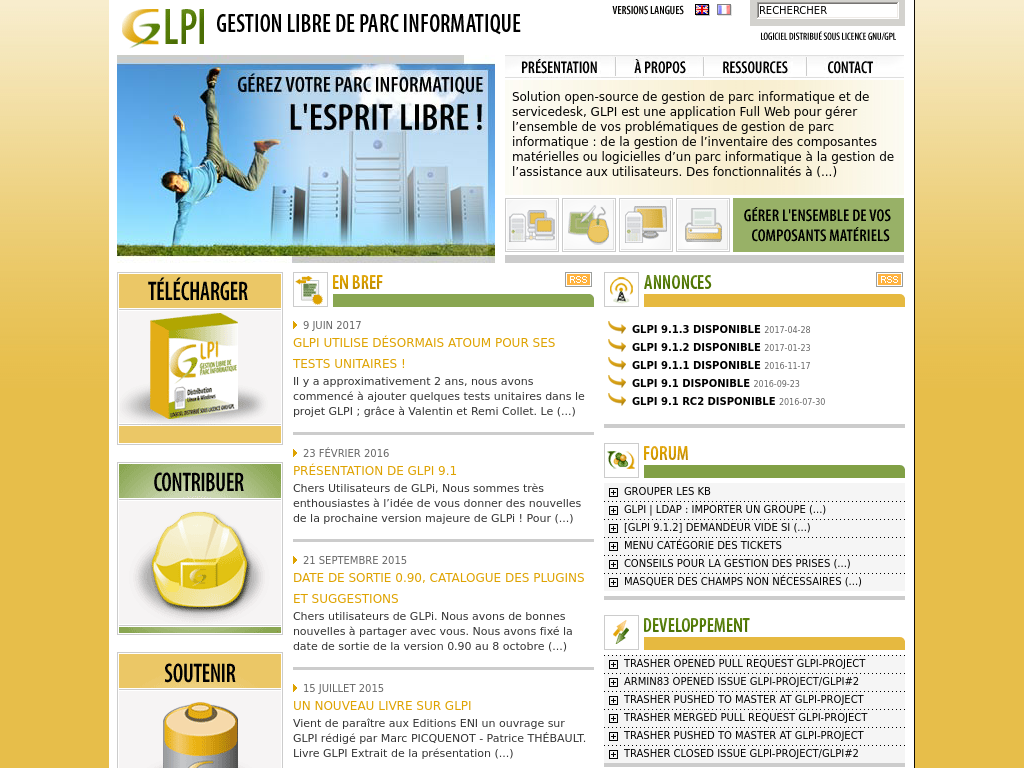 GLPI GESTION LIBRE DE PARC INFORMATIQUE
VERSIONS LANGUES
RECHERCHER
LOGICIEL DISTRIBUÉ SOUS LICENCE GNU/GPL
GÉREZ VOTRE PARC INFORMATIQUE
L'ESPRIT LIBRE !
PRÉSENTATION
À PROPOS
RESSOURCES
CONTACT
Solution open-source de gestion de parc informatique et de
servicedesk, GLPI est une application Full Web pour gérer
l’ensemble de vos problématiques de gestion de parc
informatique : de la gestion de l’inventaire des composantes
matérielles ou logicielles d’un parc informatique à la gestion de
l’assistance aux utilisateurs. Des fonctionnalités à (...)
GÉRER L'ENSEMBLE DE VOS
COMPOSANTS MATÉRIELS
TÉLÉCHARGER
GLPI
GESTION LIBRE DE
PARC INFORMATIQUE
Distribution
Linux & Windows
LOGICIEL DISTRIBUÉ SOUS LICENCE GNU/GPL
CONTRIBUER
SOUTENIR
EN BREF
RSS
9 JUIN 2017
GLPI UTILISE DÉSORMAIS ATOUM POUR SES
TESTS UNITAIRES !
Il y a approximativement 2 ans, nous avons
commencé à ajouter quelques tests unitaires dans le
projet GLPI ; grâce à Valentin et Remi Collet. Le (...)
23 FÉVRIER 2016
PRÉSENTATION DE GLPI 9.1
Chers Utilisateurs de GLPi, Nous sommes très
enthousiastes à l’idée de vous donner des nouvelles
de la prochaine version majeure de GLPi ! Pour (...)
21 SEPTEMBRE 2015
DATE DE SORTIE 0.90, CATALOGUE DES PLUGINS
ET SUGGESTIONS
Chers utilisateurs de GLPi. Nous avons de bonnes
nouvelles à partager avec vous. Nous avons fixé la
date de sortie de la version 0.90 au 8 octobre (...)
15 JUILLET 2015
UN NOUVEAU LIVRE SUR GLPI
Vient de paraître aux Editions ENI un ouvrage sur
GLPI rédigé par Marc PICQUENOT - Patrice THÉBAULT.
Livre GLPI Extrait de la présentation (...)
ANNONCES
RSS
GLPI 9.1.3 DISPONIBLE 2017-04-28
GLPI 9.1.2 DISPONIBLE 2017-01-23
GLPI 9.1.1 DISPONIBLE 2016-11-17
GLPI 9.1 DISPONIBLE 2016-09-23
GLPI 9.1 RC2 DISPONIBLE 2016-07-30
FORUM
GROUPER LES KB
GLPI | LDAP : IMPORTER UN GROUPE (...)
[GLPI 9.1.2] DEMANDEUR VIDE SI (...)
MENU CATÉGORIE DES TICKETS
CONSEILS POUR LA GESTION DES PRISES (...)
MASQUER DES CHAMPS NON NÉCESSAIRES (...)
DEVELOPPEMENT
TRASHER OPENED PULL REQUEST GLPI-PROJECT
ARMIN83 OPENED ISSUE GLPI-PROJECT/GLPI#2
TRASHER PUSHED TO MASTER AT GLPI-PROJECT
TRASHER MERGED PULL REQUEST GLPI-PROJECT
TRASHER PUSHED TO MASTER AT GLPI-PROJECT
TRASHER CLOSED ISSUE GLPI-PROJECT/GLPI#2